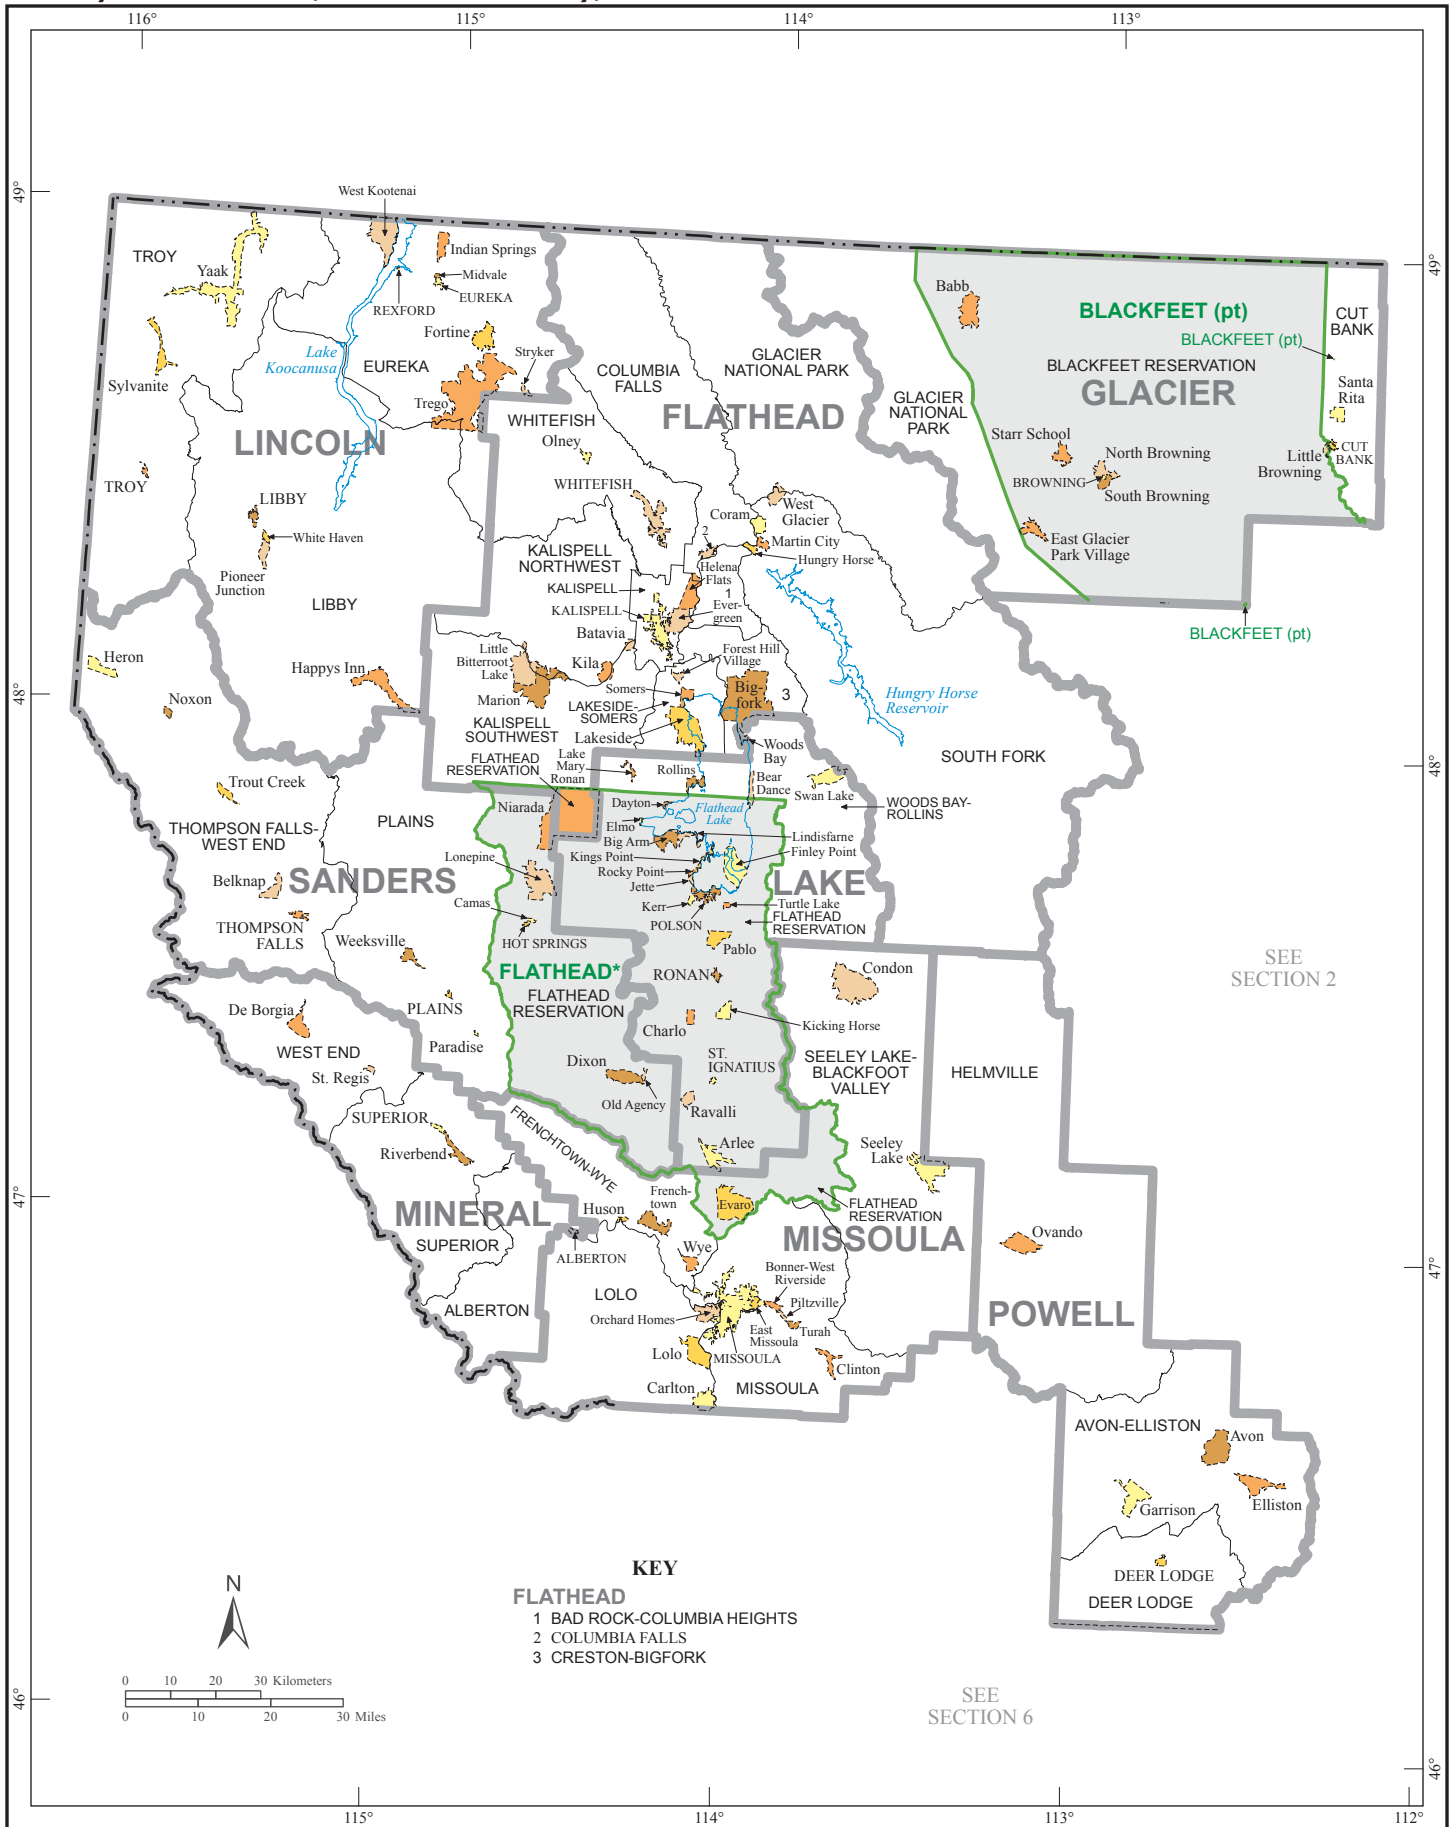 116°
115°
114°
113°
49°
49°
48°
48°
47°
47°
46°
46°
115°
114°
113°
112°
West Kootenai
TROY
Yaak
Indian Springs
Midvale
EUREKA
REXFORD
Fortine
Sylvanite
Lake
Koocanusa
EUREKA
Stryker
Trego
LINCOLN
TROY
LIBBY
White Haven
Pioneer
Junction
LIBBY
Happys Inn
COLUMBIA
FALLS
GLACIER
NATIONAL PARK
FLATHEAD
WHITEFISH
Olney
WHITEFISH
Coram
West
Glacier
2
Martin City
Hungry Horse
KALISPELL
NORTHWEST
Helena
Flats
KALISPELL
1
Ever-
green
KALISPELL
Batavia
Little
Bitterroot
Lake
Kila
Forest Hill
Village
Marion
Somers
Big-
fork
3
LAKESIDE-
SOMERS
KALISPELL
SOUTHWEST
Lakeside
Hungry Horse
Reservoir
SOUTH FORK
GLACIER
NATIONAL
PARK
Babb
BLACKFEET (pt)
BLACKFEET (pt)
BLACKFEET RESERVATION
GLACIER
CUT
BANK
Santa
Rita
Starr School
North Browning
BROWNING
South Browning
Little
Browning
CUT
BANK
East Glacier
Park Village
BLACKFEET (pt)
Heron
Noxon
Trout Creek
THOMPSON FALLS-
WEST END
PLAINS
Belknap
SANDERS
THOMPSON
FALLS
Weeksville
PLAINS
Paradise
FLATHEAD
RESERVATION
Niarada
Lonepine
Camas
HOT SPRINGS
FLATHEAD*
FLATHEAD
RESERVATION
Dixon
Old Agency
Lake
Mary
Ronan
Rollins
Woods
Bay
Bear
Dance
Swan Lake
WOODS BAY-
ROLLINS
Dayton
Flathead
Lake
Elmo
Big Arm
Lindisfarne
Kings Point
Finley Point
Rocky Point
Jette
LAKE
Kerr
Turtle Lake
POLSON
FLATHEAD
RESERVATION
Pablo
RONAN
Charlo
Kicking Horse
ST.
IGNATIUS
Ravalli
Arlee
Condon
SEELEY LAKE-
BLACKFOOT
VALLEY
HELMVILLE
SEE
SECTION 2
De Borgia
WEST END
St. Regis
SUPERIOR
Riverbend
MINERAL
SUPERIOR
ALBERTON
FRENCHTOWN-WYE
Huson
French-
town
ALBERTON
Evaro
FLATHEAD
RESERVATION
Seeley
Lake
MISSOULA
Wye
LOLO
Bonner-West
Riverside
Piltzville
Orchard Homes
East
Missoula
Turah
MISSOULA
Lolo
Clinton
Carlton
MISSOULA
Ovando
POWELL
AVON-ELLISTON
Avon
Garrison
Elliston
DEER LODGE
DEER LODGE
N
KEY
FLATHEAD
1 BAD ROCK-COLUMBIA HEIGHTS
2 COLUMBIA FALLS
3 CRESTON-BIGFORK
0 10 20 30 Kilometers
0 10 20 30 Miles
SEE
SECTION 6